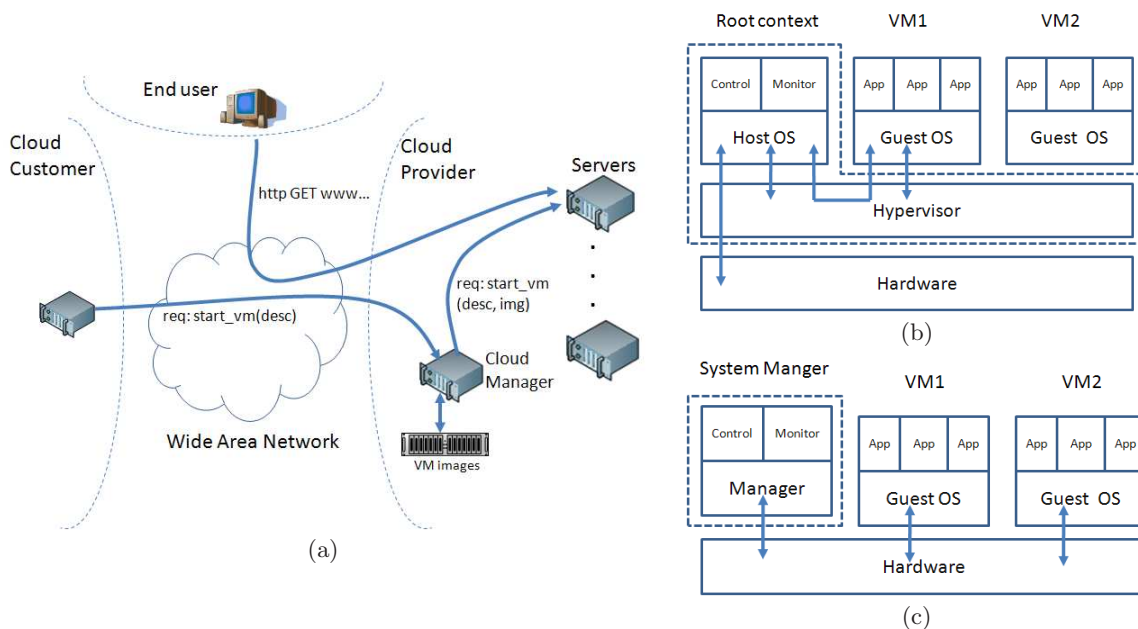 End user
Cloud
Customer
Cloud
Provider
Servers
http GET www...
req: start_vm(desc)
req: start_vm
(desc, img)
Cloud
Manager
Wide Area Network
VM images
(a)
Root context
VM1
VM2
Control
Monitor
App
App
App
App
App
App
Host OS
Guest OS
Guest OS
Hypervisor
Hardware
(b)
System Manger
VM1
VM2
Control
Monitor
App
App
App
App
App
App
Manager
Guest OS
Guest OS
Hardware
(c)